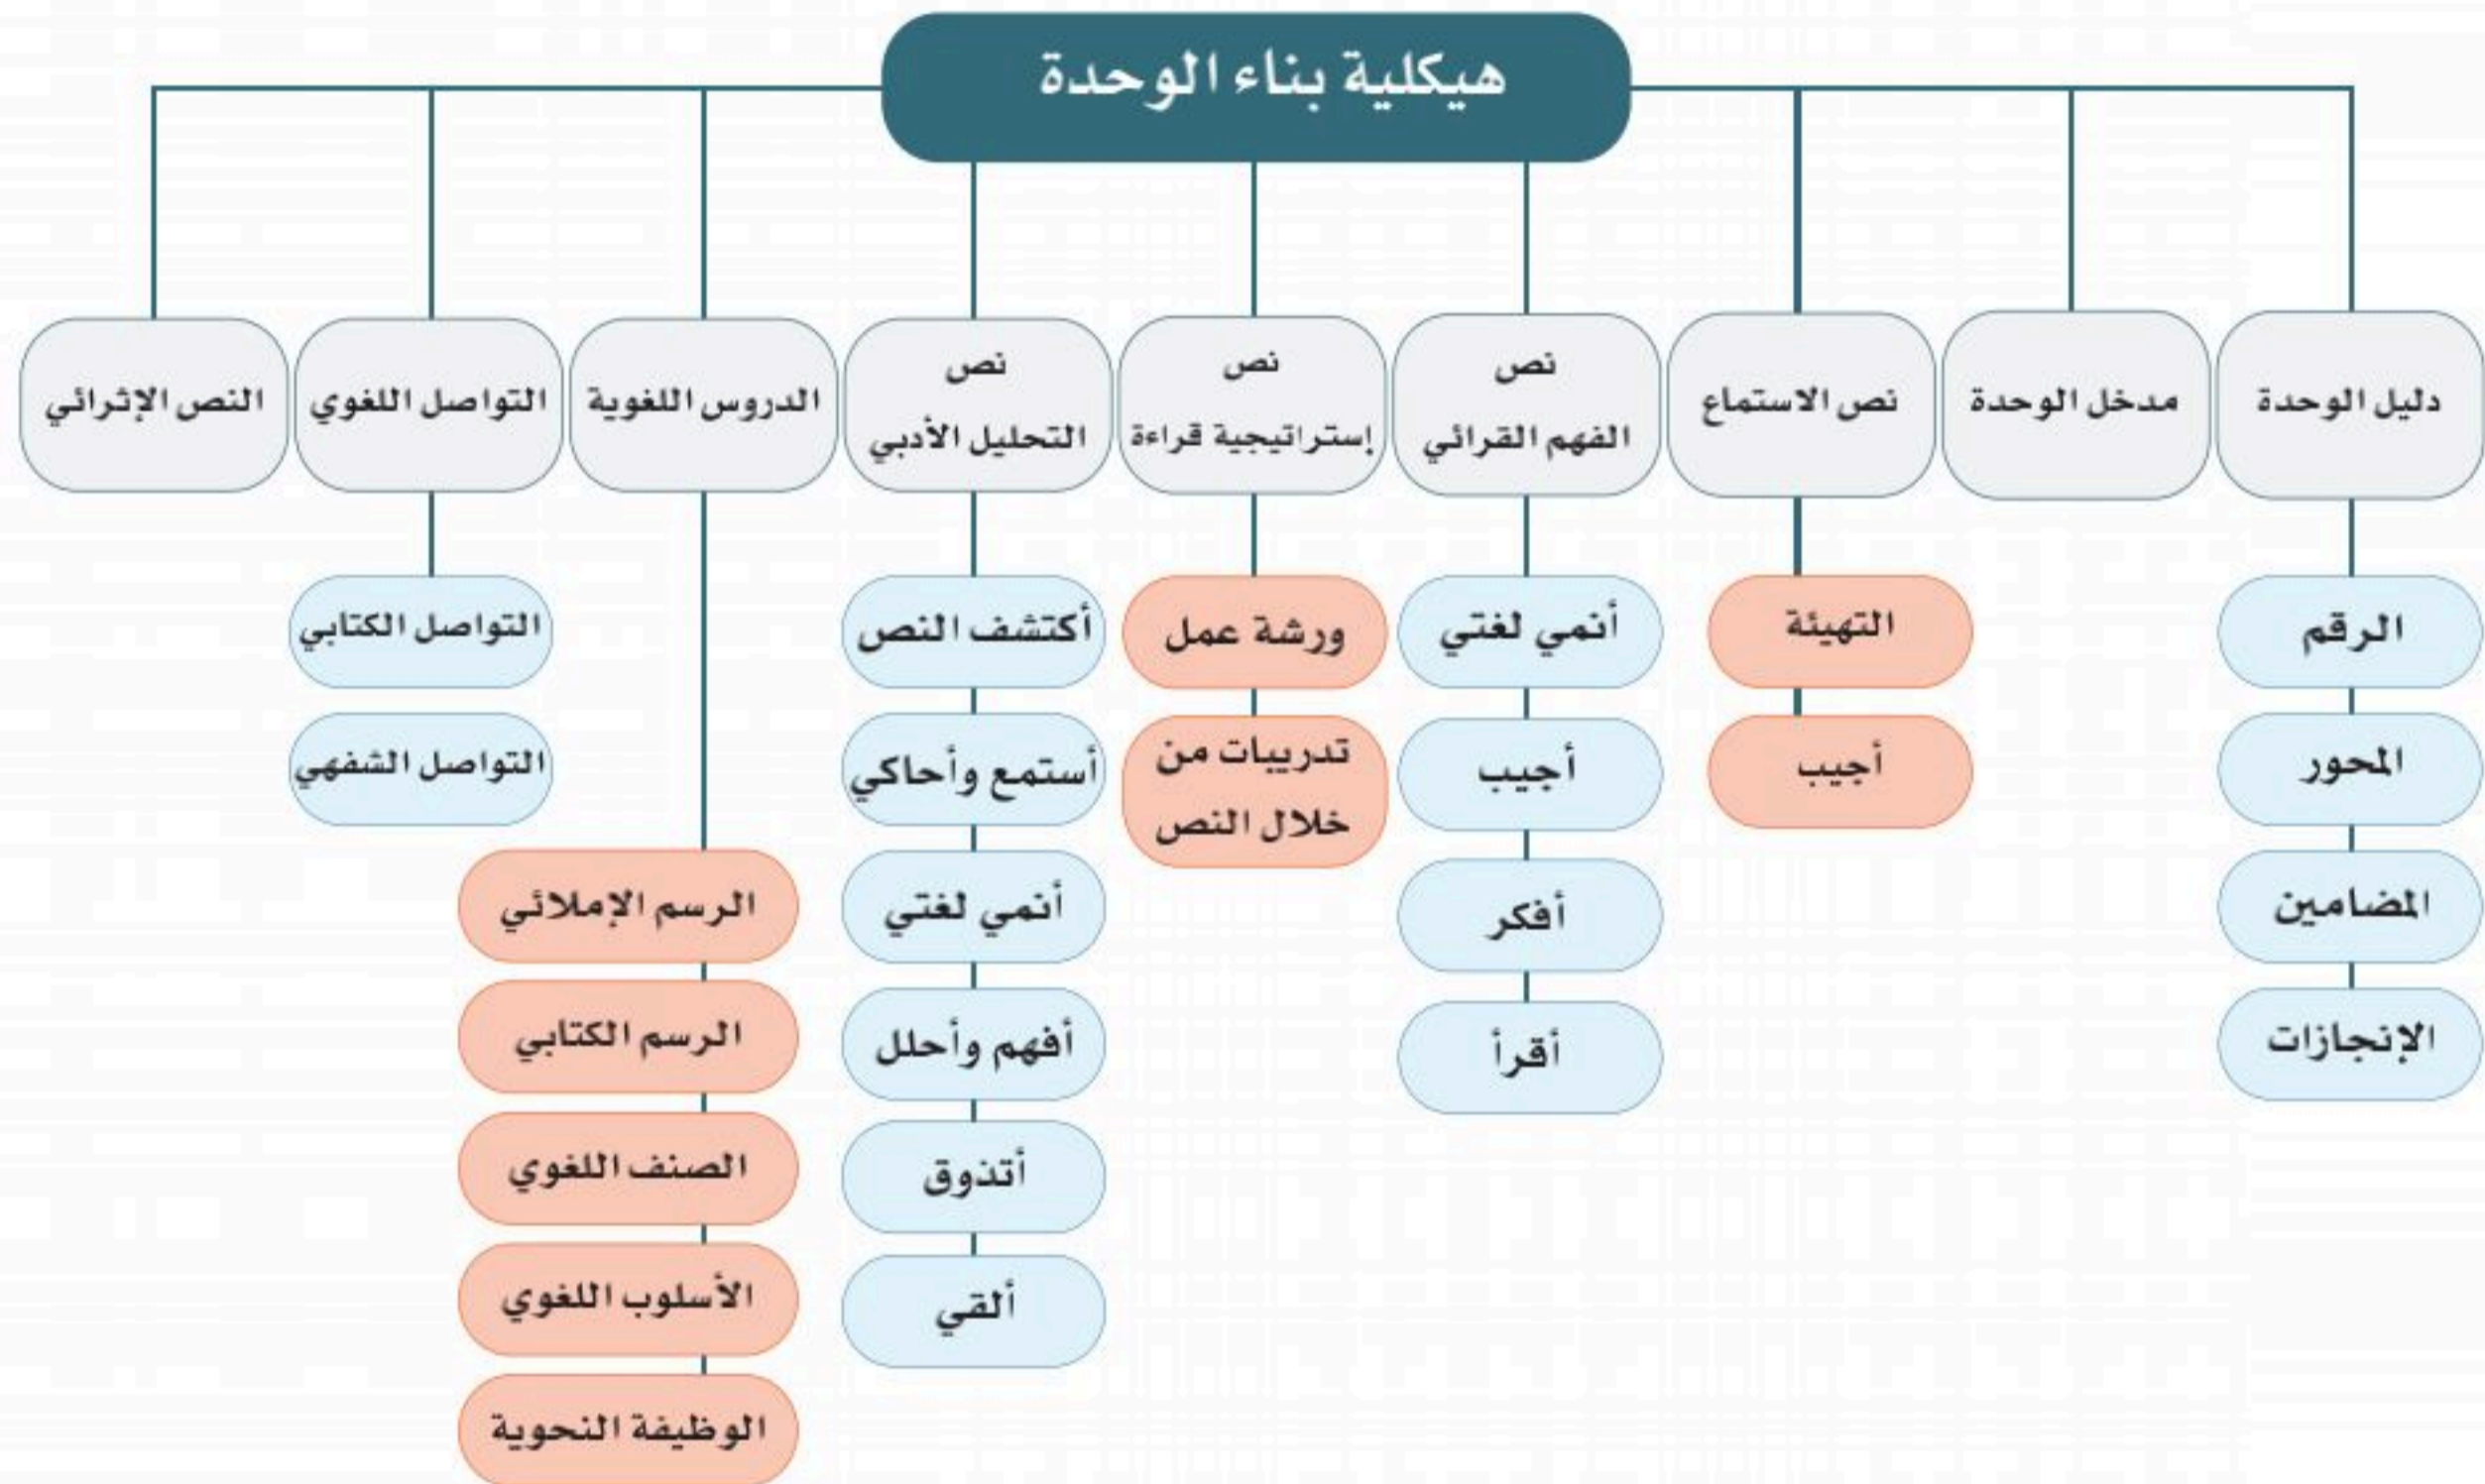 هيكلية بناء الوحدة
دليل الوحدة
الرقم
المحور
المضامين
الإنجازات
مدخل الوحدة
نص الاستماع
التهيئة
أجيب
نص
الفهم القرائي
أنمي لغتي
أجيب
أفكر
أقرأ
نص
إستراتيجية قراءة
ورشة عمل
تدريبات من
خلال النص
نص
التحليل الأدبي
أكتشف النص
أستمع وأحاكي
أنمي لغتي
أفهم وأحلل
أتذوق
ألقي
الدروس اللغوية
الرسم الإملائي
الرسم الكتابي
الصنف اللغوي
الأسلوب اللغوي
الوظيفة النحوية
التواصل اللغوي
التواصل الكتابي
التواصل الشفهي
النص الإثرائي